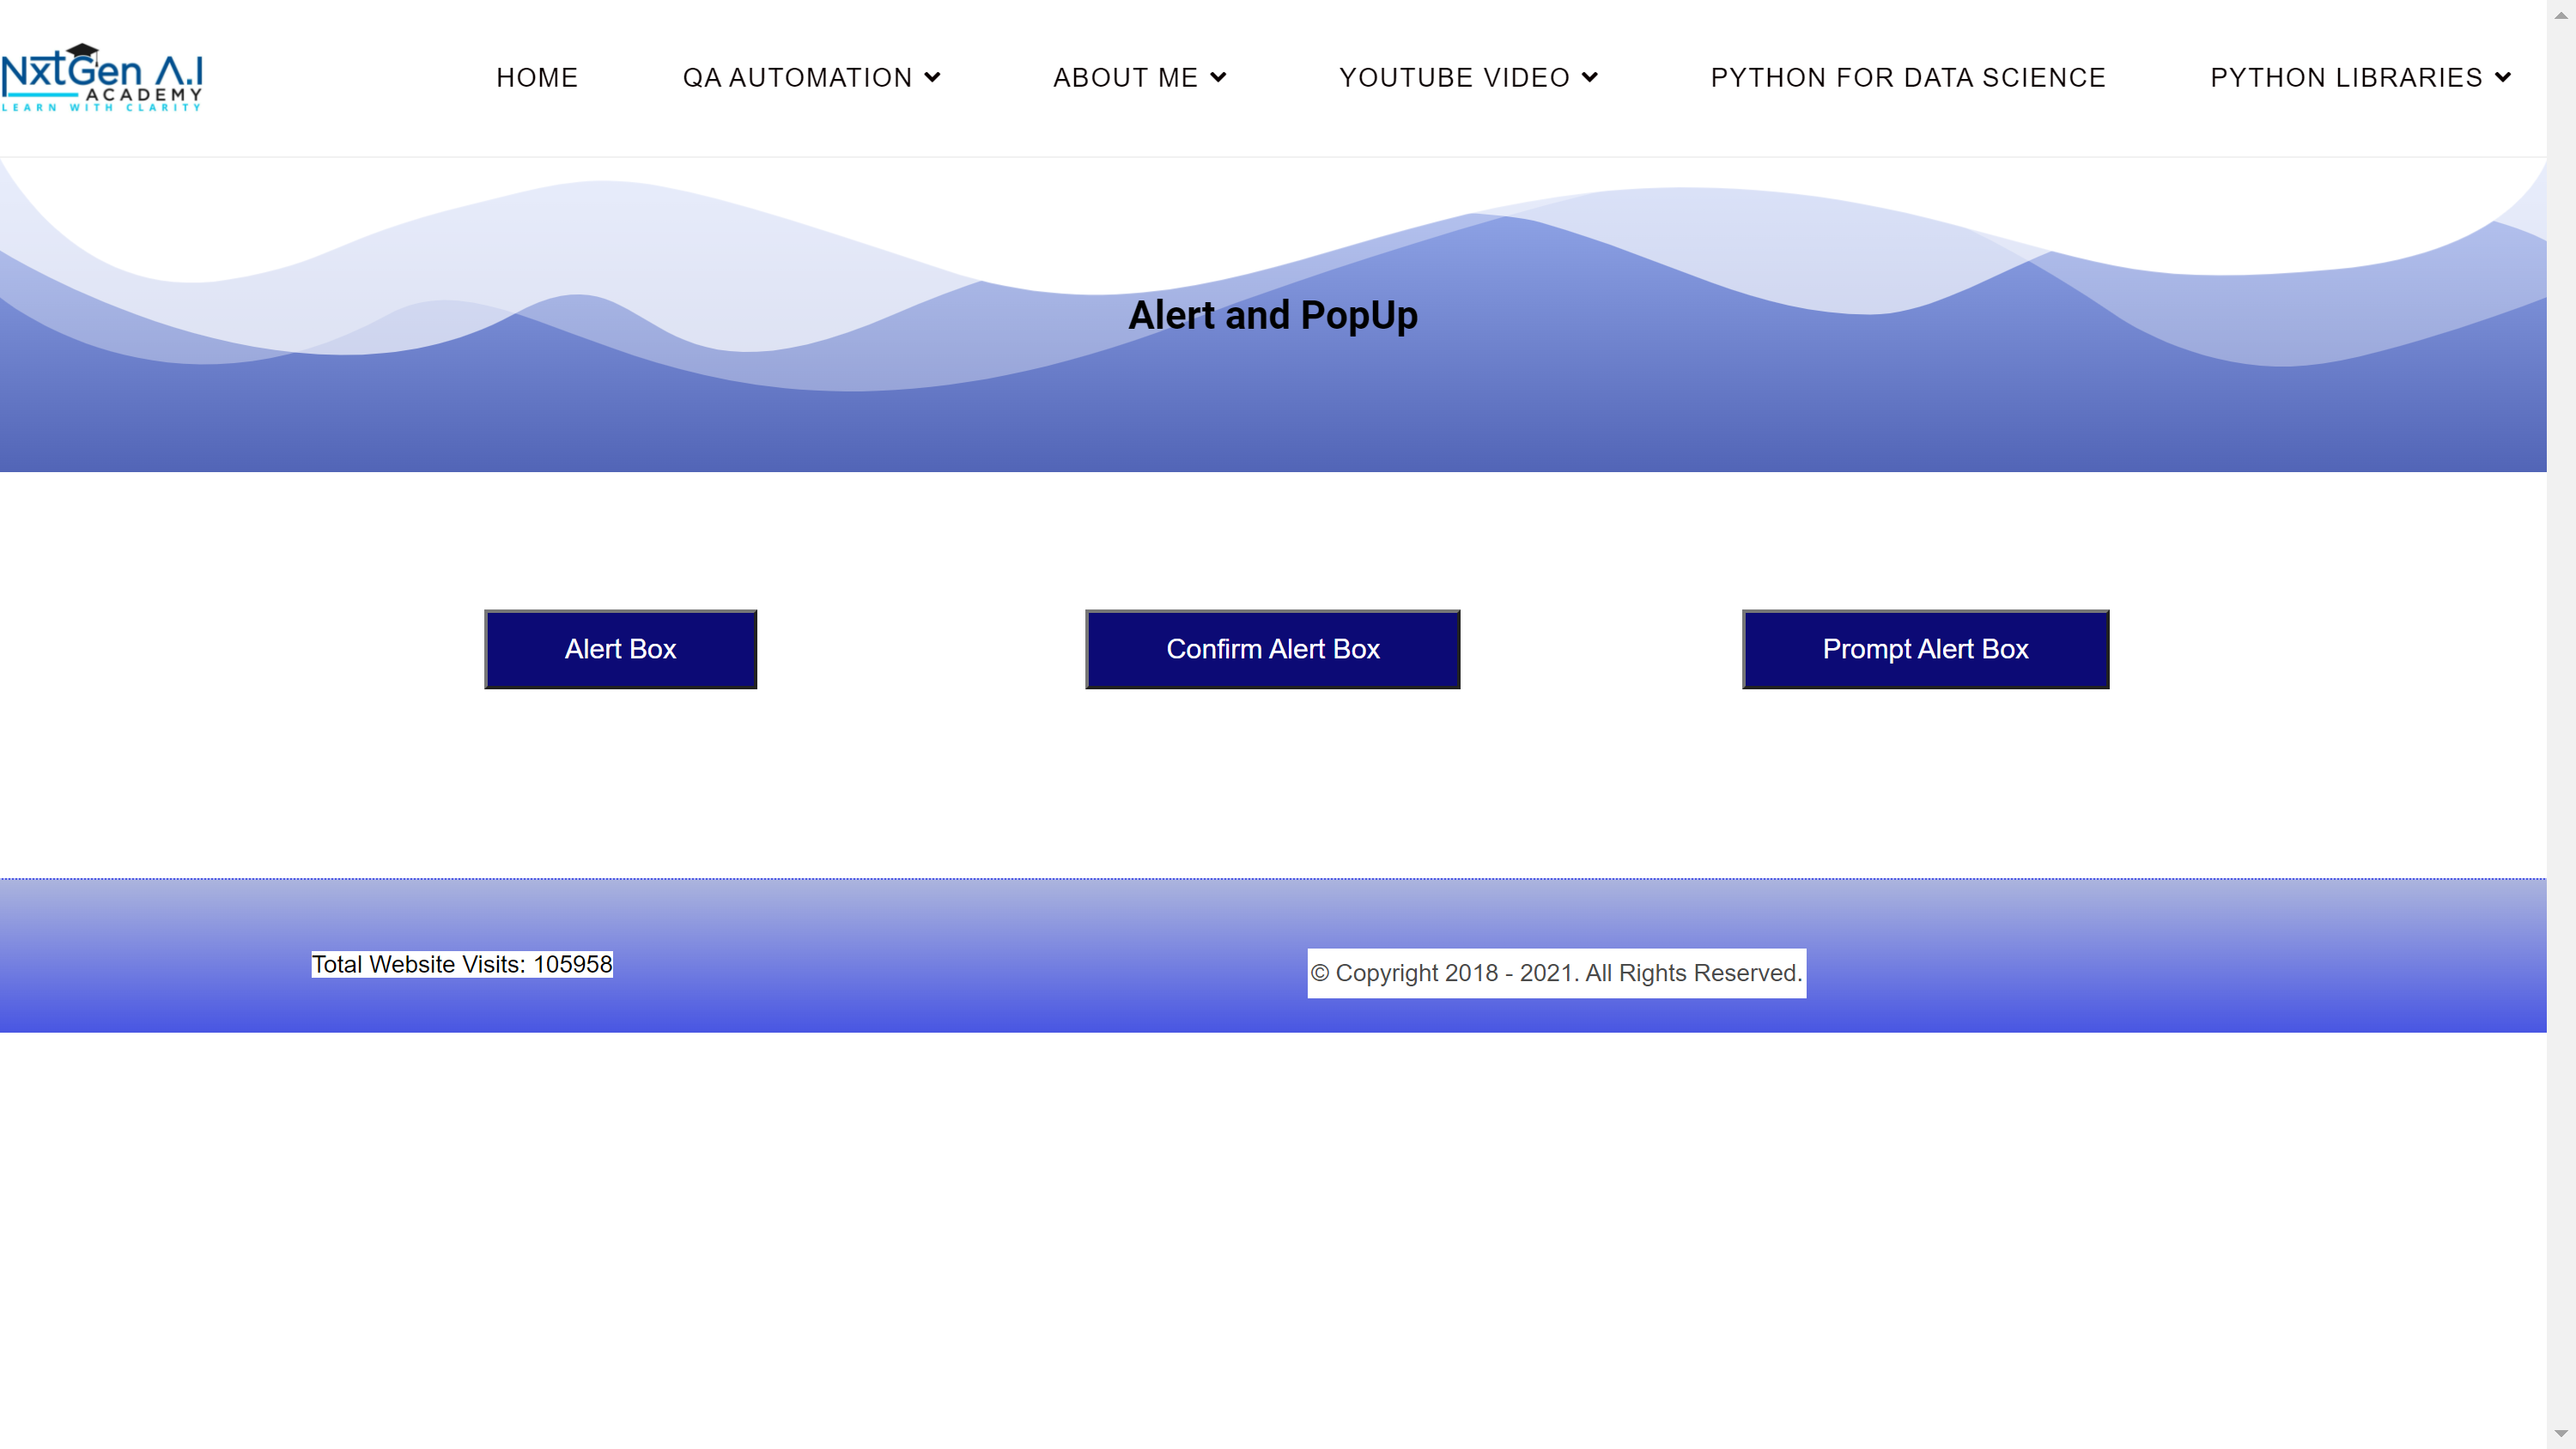 NxtGen A.I
ACADEMY
LEARN WITH CLARITY
HOME QA AUTOMATION ABOUT ME YOUTUBE VIDEO PYTHON FOR DATA SCIENCE PYTHON LIBRARIES
Alert and PopUp
Alert Box Confirm Alert Box Prompt Alert Box
Total Website Visits: 105958
© Copyright 2018 - 2021. All Rights Reserved.